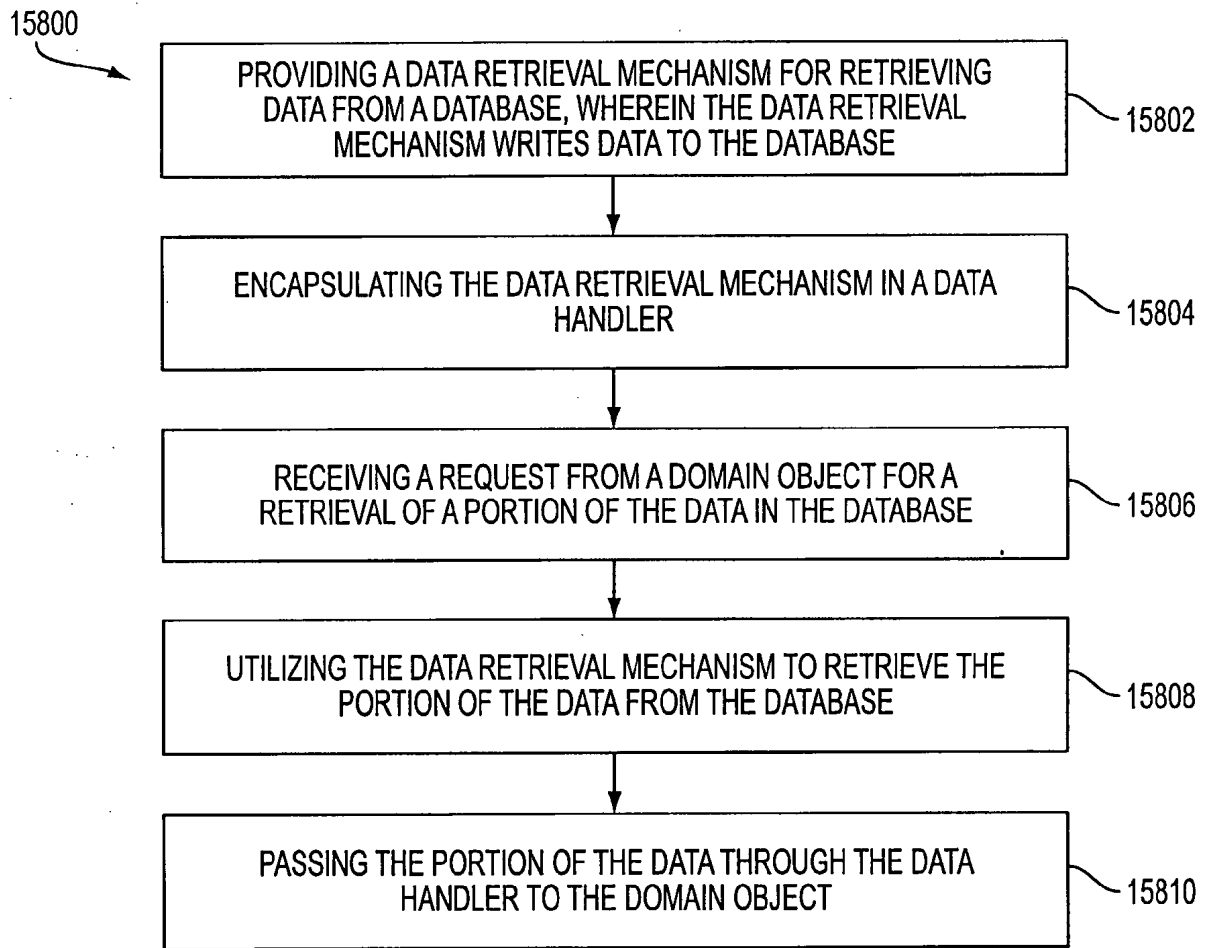 15800
PROVIDING A DATA RETRIEVAL MECHANISM FOR RETRIEVING
DATA FROM A DATABASE, WHEREIN THE DATA RETRIEVAL
MECHANISM WRITES DATA TO THE DATABASE
15802
ENCAPSULATING THE DATA RETRIEVAL MECHANISM IN A DATA
HANDLER
15804
RECEIVING A REQUEST FROM A DOMAIN OBJECT FOR A
RETRIEVAL OF A PORTION OF THE DATA IN THE DATABASE
15806
UTILIZING THE DATA RETRIEVAL MECHANISM TO RETRIEVE THE
PORTION OF THE DATA FROM THE DATABASE
15808
PASSING THE PORTION OF THE DATA THROUGH THE DATA
HANDLER TO THE DOMAIN OBJECT
15810